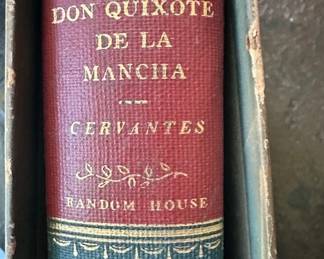 DON QUIXOTE
DE LA
MANCHA
CERVANTES
RANDOM HOUSE